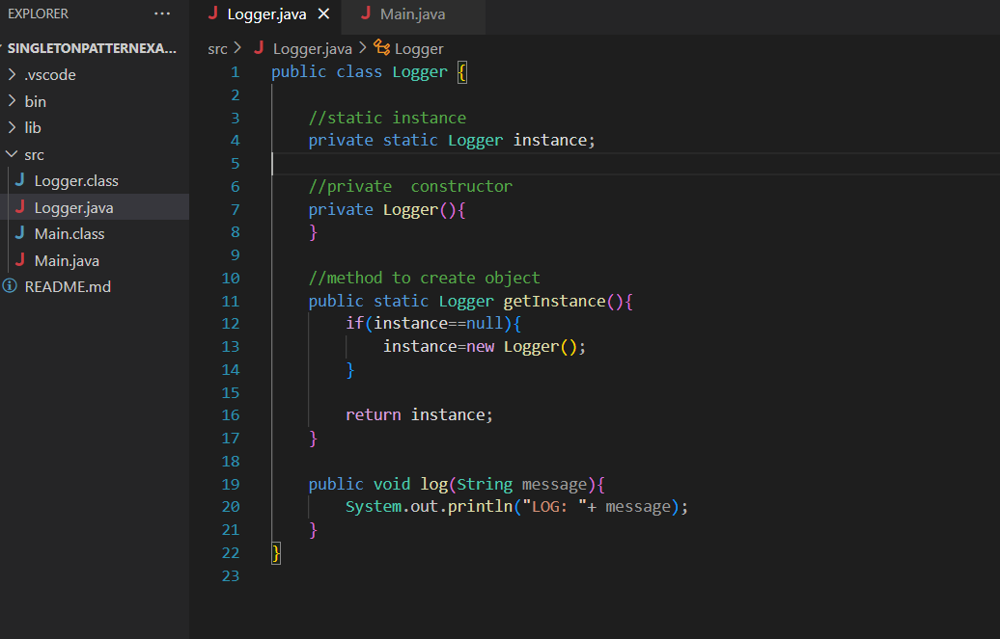 EXPLORER ...
SINGLETONPATTERNEXA...
.vscode
bin
lib
src
J Logger.class
J Logger.java
J Main.class
J Main.java
README.md
J Logger.java × J Main.java
src > J Logger.java > Logger
1 public class Logger {
2
3     //static instance
4     private static Logger instance;
5
6     //private  constructor
7     private Logger(){
8     }
9
10     //method to create object
11     public static Logger getInstance(){
12         if(instance==null){
13             instance=new Logger();
14         }
15
16         return instance;
17     }
18
19     public void log(String message){
20         System.out.println("LOG: "+ message);
21     }
22 }
23